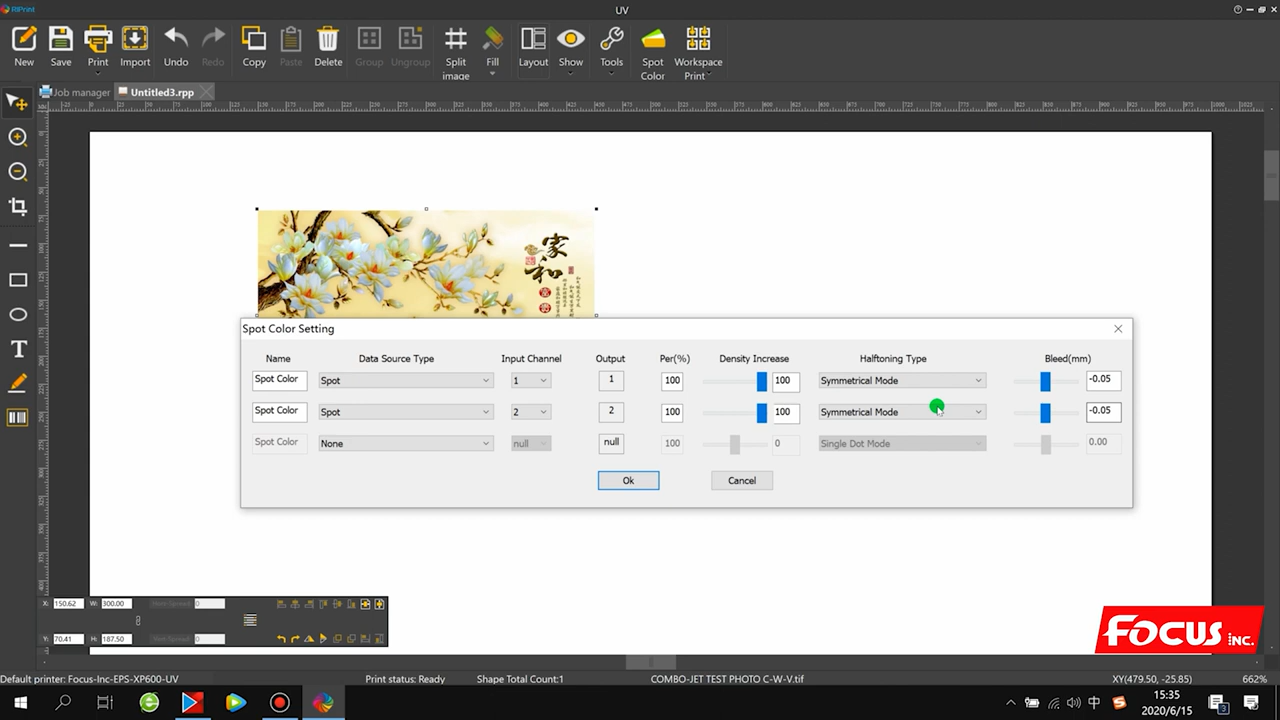 RIPrint
UV
New Save Print Import Undo Redo Copy Paste Delete Group Ungroup Split image Fill Layout Show Tools Spot Color Workspace Print
Job manager Untitled3.rpp
家
和
Spot Color Setting
Name Data Source Type Input Channel Output Per(%) Density Increase Halftoning Type Bleed(mm)
Spot Color Spot 1 1 100 100 Symmetrical Mode -0.05
Spot Color Spot 2 2 100 100 Symmetrical Mode -0.05
Spot Color None null null 100 0 Single Dot Mode 0.00
Ok Cancel
X: 150.62 W: 300.00 0
Y: 70.41 H: 187.50 0
FOCUS INC.
Default printer: Focus-Inc-EPS-XP600-UV Print status: Ready Shape Total Count:1 COMBO-JET TEST PHOTO C-W-V.tif XY(479.50, -25.85) 662%
中 15:35
2020/6/15 3